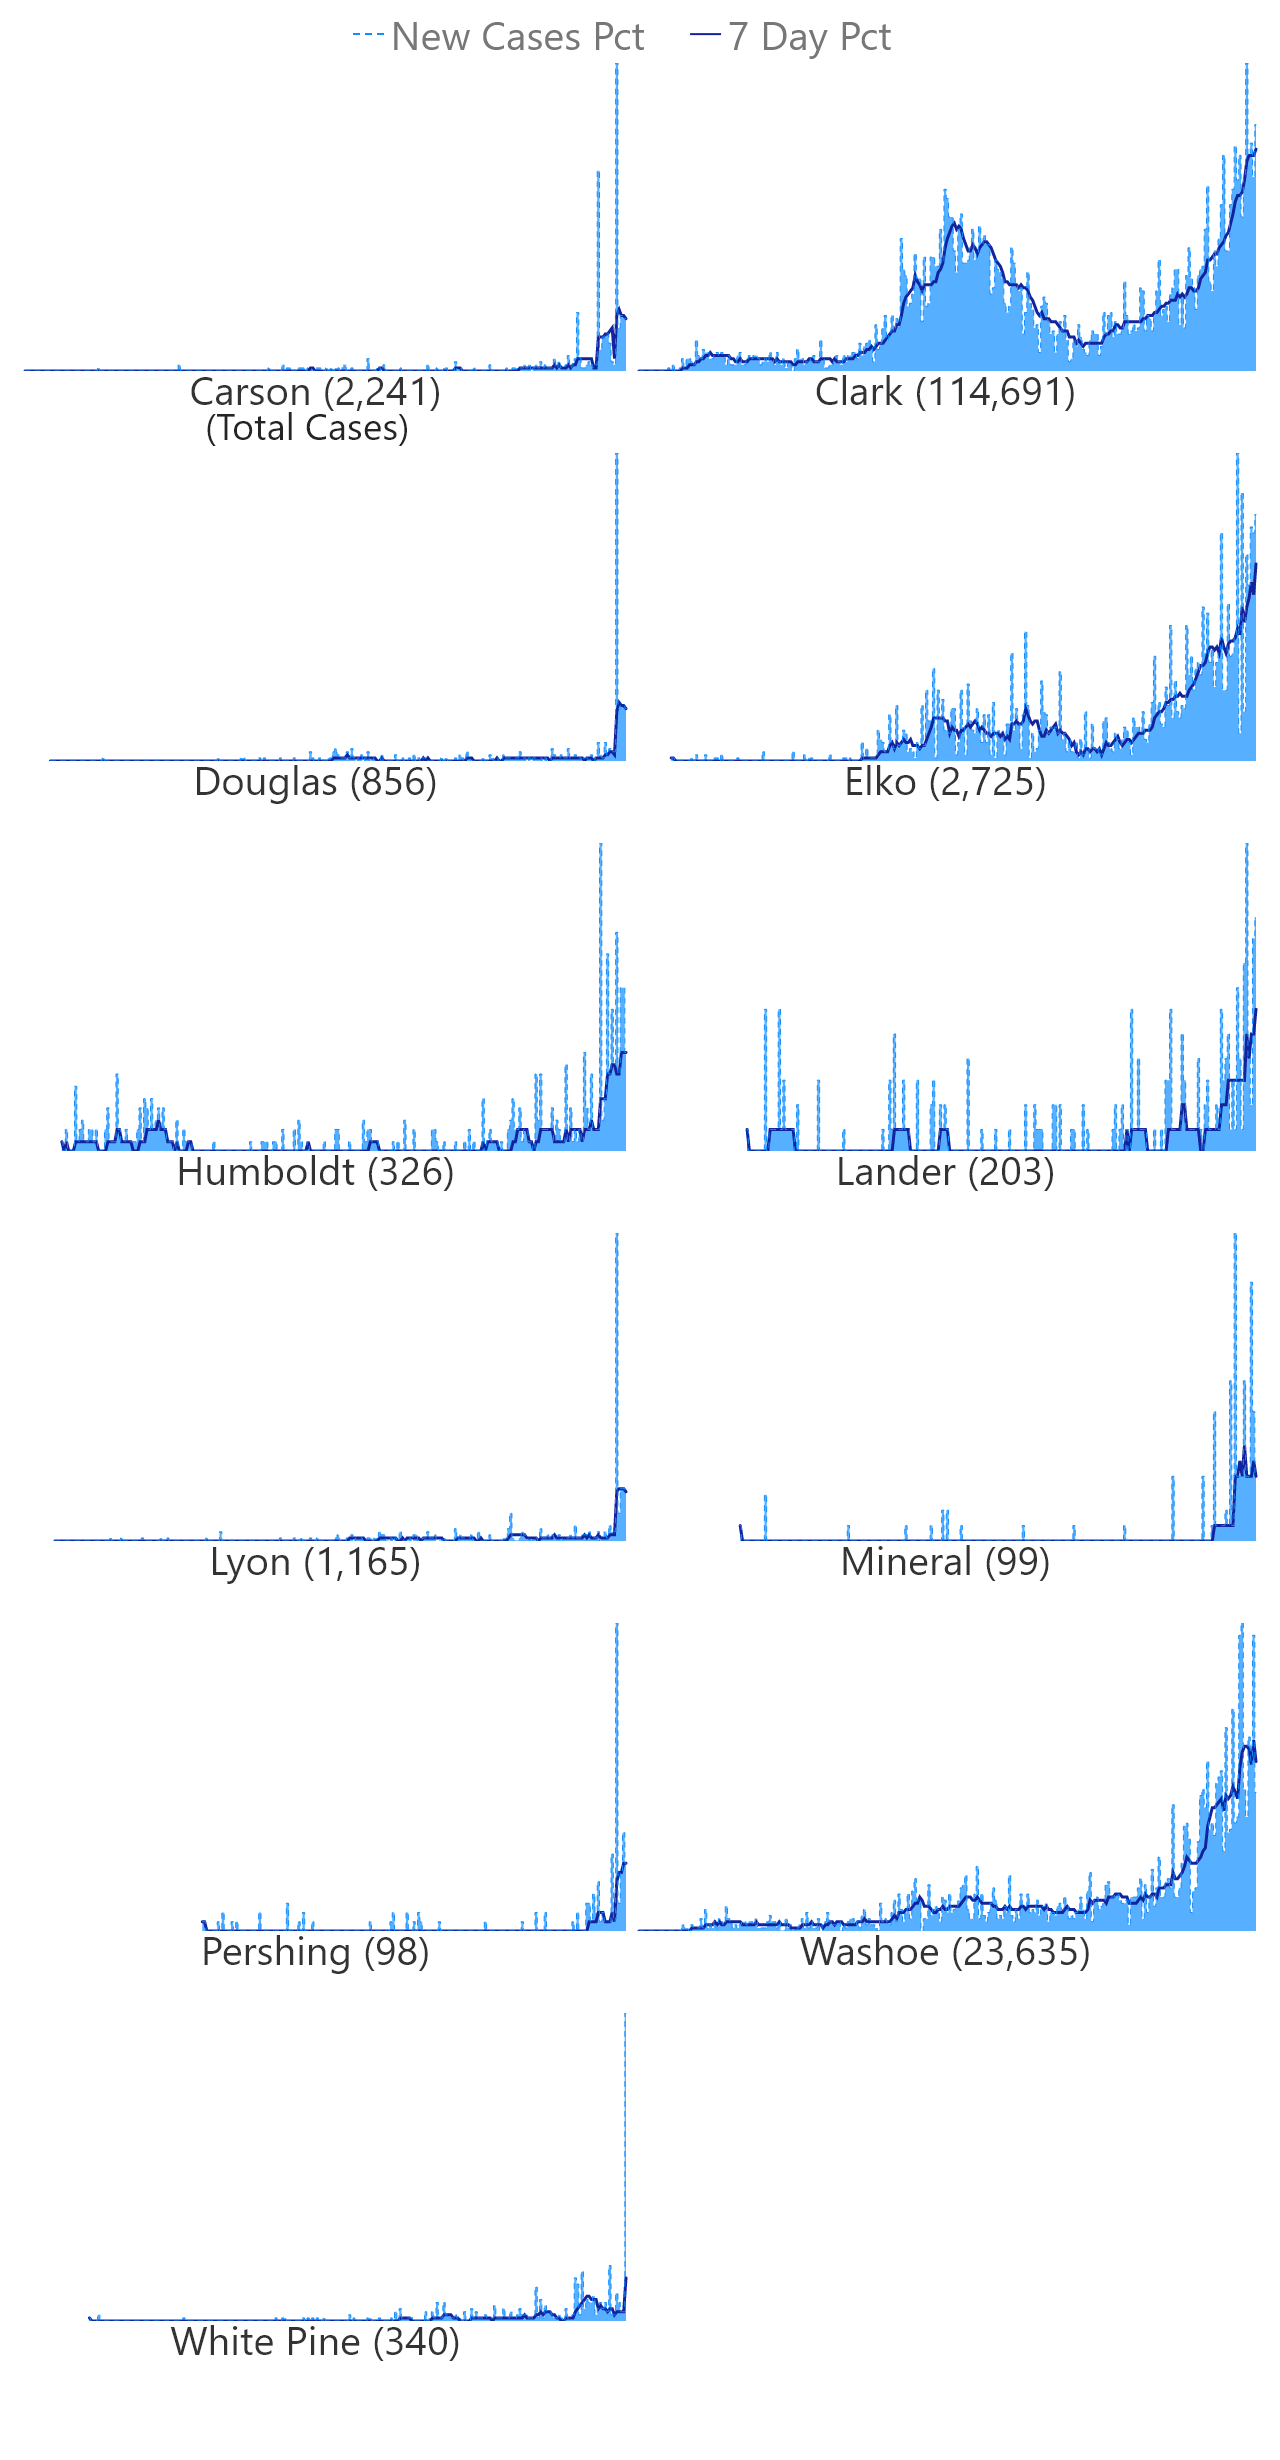 New Cases Pct 7 Day Pct
Carson (2,241)
(Total Cases)
Clark (114,691)
Douglas (856)
Elko (2,725)
Humboldt (326)
Lander (203)
Lyon (1,165)
Mineral (99)
Pershing (98)
Washoe (23,635)
White Pine (340)